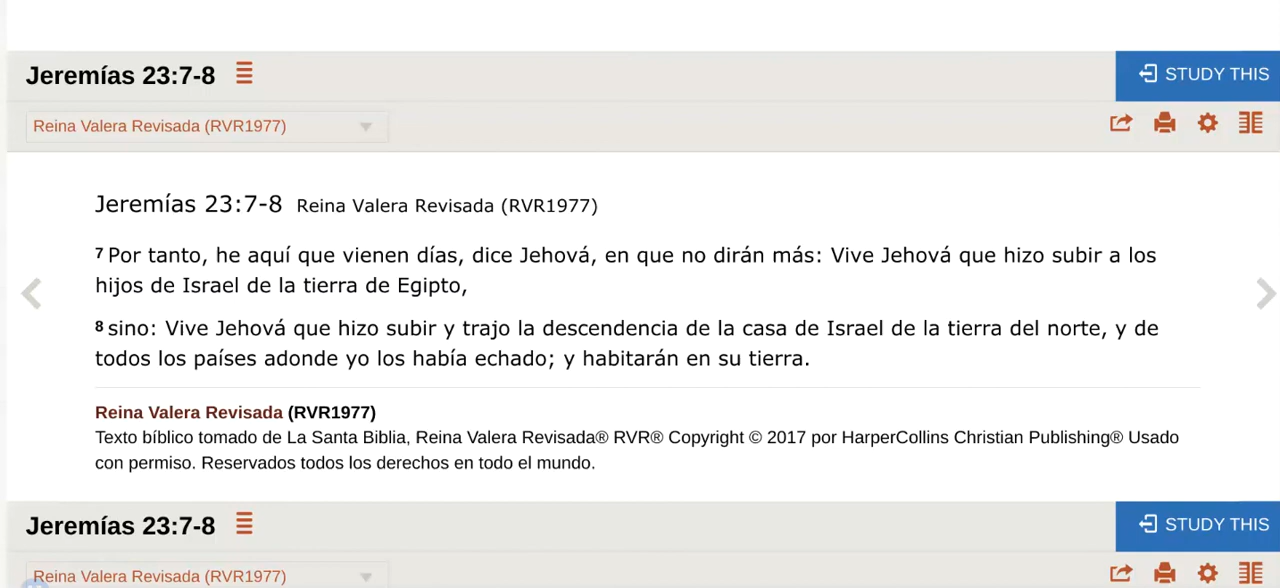 Jeremías 23:7-8
STUDY THIS
Reina Valera Revisada (RVR1977)
Jeremías 23:7-8 Reina Valera Revisada (RVR1977)
7 Por tanto, he aquí que vienen días, dice Jehová, en que no dirán más: Vive Jehová que hizo subir a los
hijos de Israel de la tierra de Egipto,
8 sino: Vive Jehová que hizo subir y trajo la descendencia de la casa de Israel de la tierra del norte, y de
todos los países adonde yo los había echado; y habitarán en su tierra.
Reina Valera Revisada (RVR1977)
Texto bíblico tomado de La Santa Biblia, Reina Valera Revisada® RVR® Copyright © 2017 por HarperCollins Christian Publishing® Usado
con permiso. Reservados todos los derechos en todo el mundo.
Jeremías 23:7-8
STUDY THIS
Reina Valera Revisada (RVR1977)